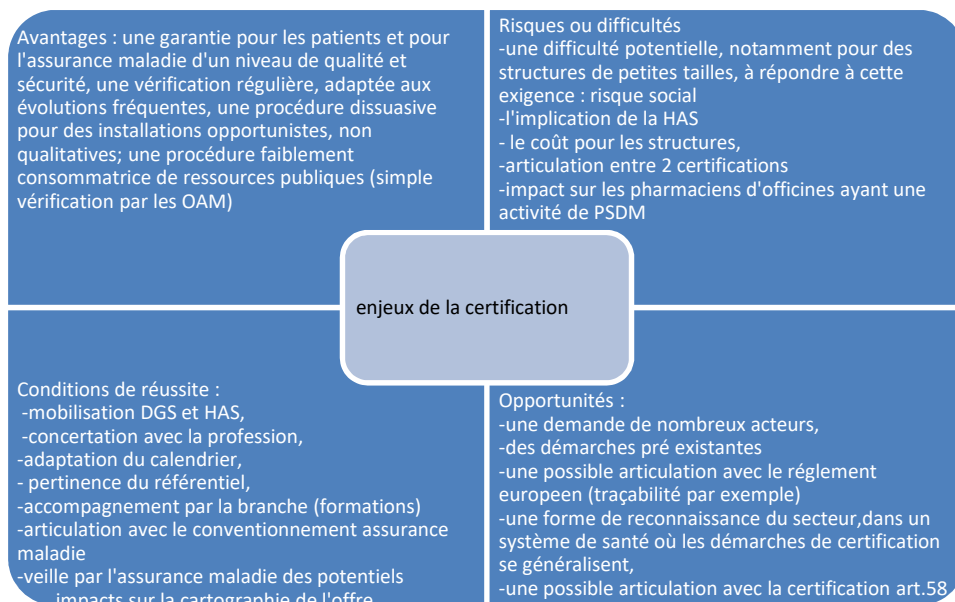 Avantages : une garantie pour les patients et pour
l'assurance maladie d'un niveau de qualité et
sécurité, une vérification régulière, adaptée aux
évolutions fréquentes, une procédure dissuasive
pour des installations opportunistes, non
qualitatives; une procédure faiblement
consommatrice de ressources publiques (simple
vérification par les OAM)
Risques ou difficultés
-une difficulté potentielle, notamment pour des
structures de petites tailles, à répondre à cette
exigence : risque social
-l'implication de la HAS
- le coût pour les structures,
-articulation entre 2 certifications
-impact sur les pharmaciens d'officines ayant une
activité de PSDM
enjeux de la certification
Conditions de réussite :
-mobilisation DGS et HAS,
-concertation avec la profession,
-adaptation du calendrier,
- pertinence du référentiel,
-accompagnement par la branche (formations)
-articulation avec le conventionnement assurance
maladie
-veille par l'assurance maladie des potentiels
impacts sur la cartographie de l'offre
Opportunités :
-une demande de nombreux acteurs,
-des démarches pré existantes
-une possible articulation avec le réglement
europeen (traçabilité par exemple)
-une forme de reconnaissance du secteur,dans un
système de santé où les démarches de certification
se généralisent,
-une possible articulation avec la certification art.58